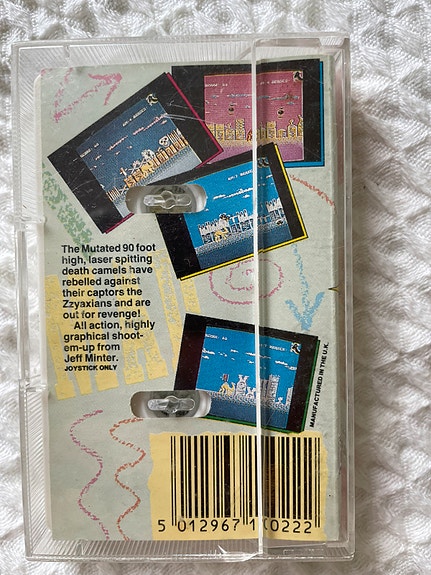 The Mutated 90 foot
high, laser spitting
death camels have
rebelled against
their captors the
Zzyaxians and are
out for revenge!
All action, highly
graphical shoot-
em-up from
Jeff Minter.
JOYSTICK ONLY
MANUFACTURED IN THE U.K.
5 012967 100222